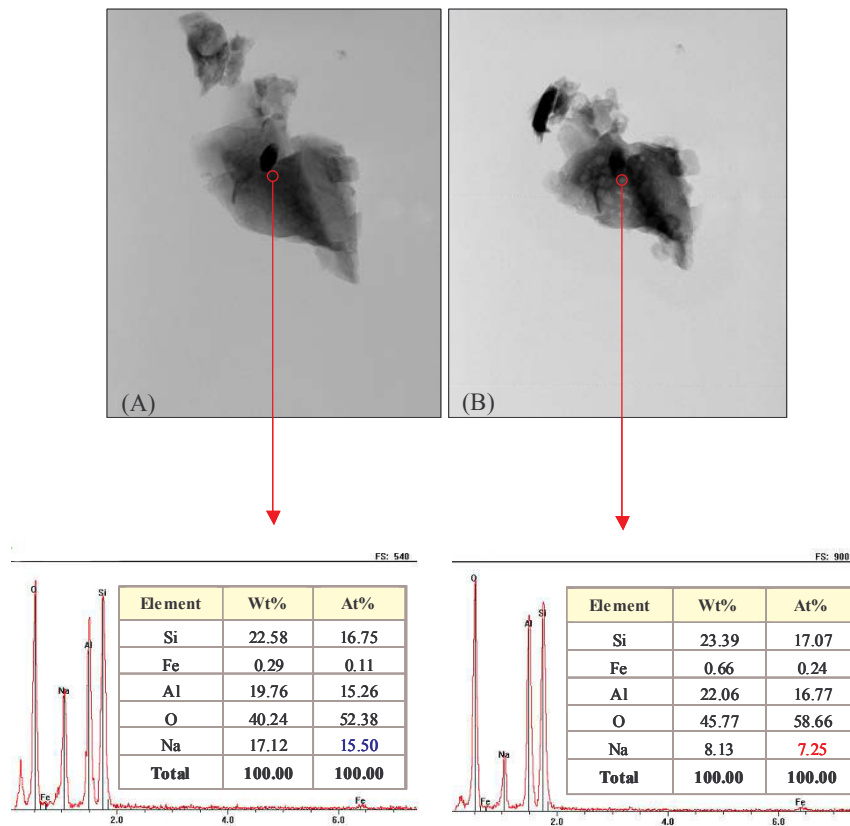 (A)
(B)
FS: 540
O
Si
Al
Na
Fe
Fe
2.0
4.0
6.0
Element Wt% At%
Si 22.58 16.75
Fe 0.29 0.11
Al 19.76 15.26
O 40.24 52.38
Na 17.12 15.50
Total 100.00 100.00
FS: 900
O
Si
Al
Na
Fe
Fe
2.0
4.0
6.0
Element Wt% At%
Si 23.39 17.07
Fe 0.66 0.24
Al 22.06 16.77
O 45.77 58.66
Na 8.13 7.25
Total 100.00 100.00